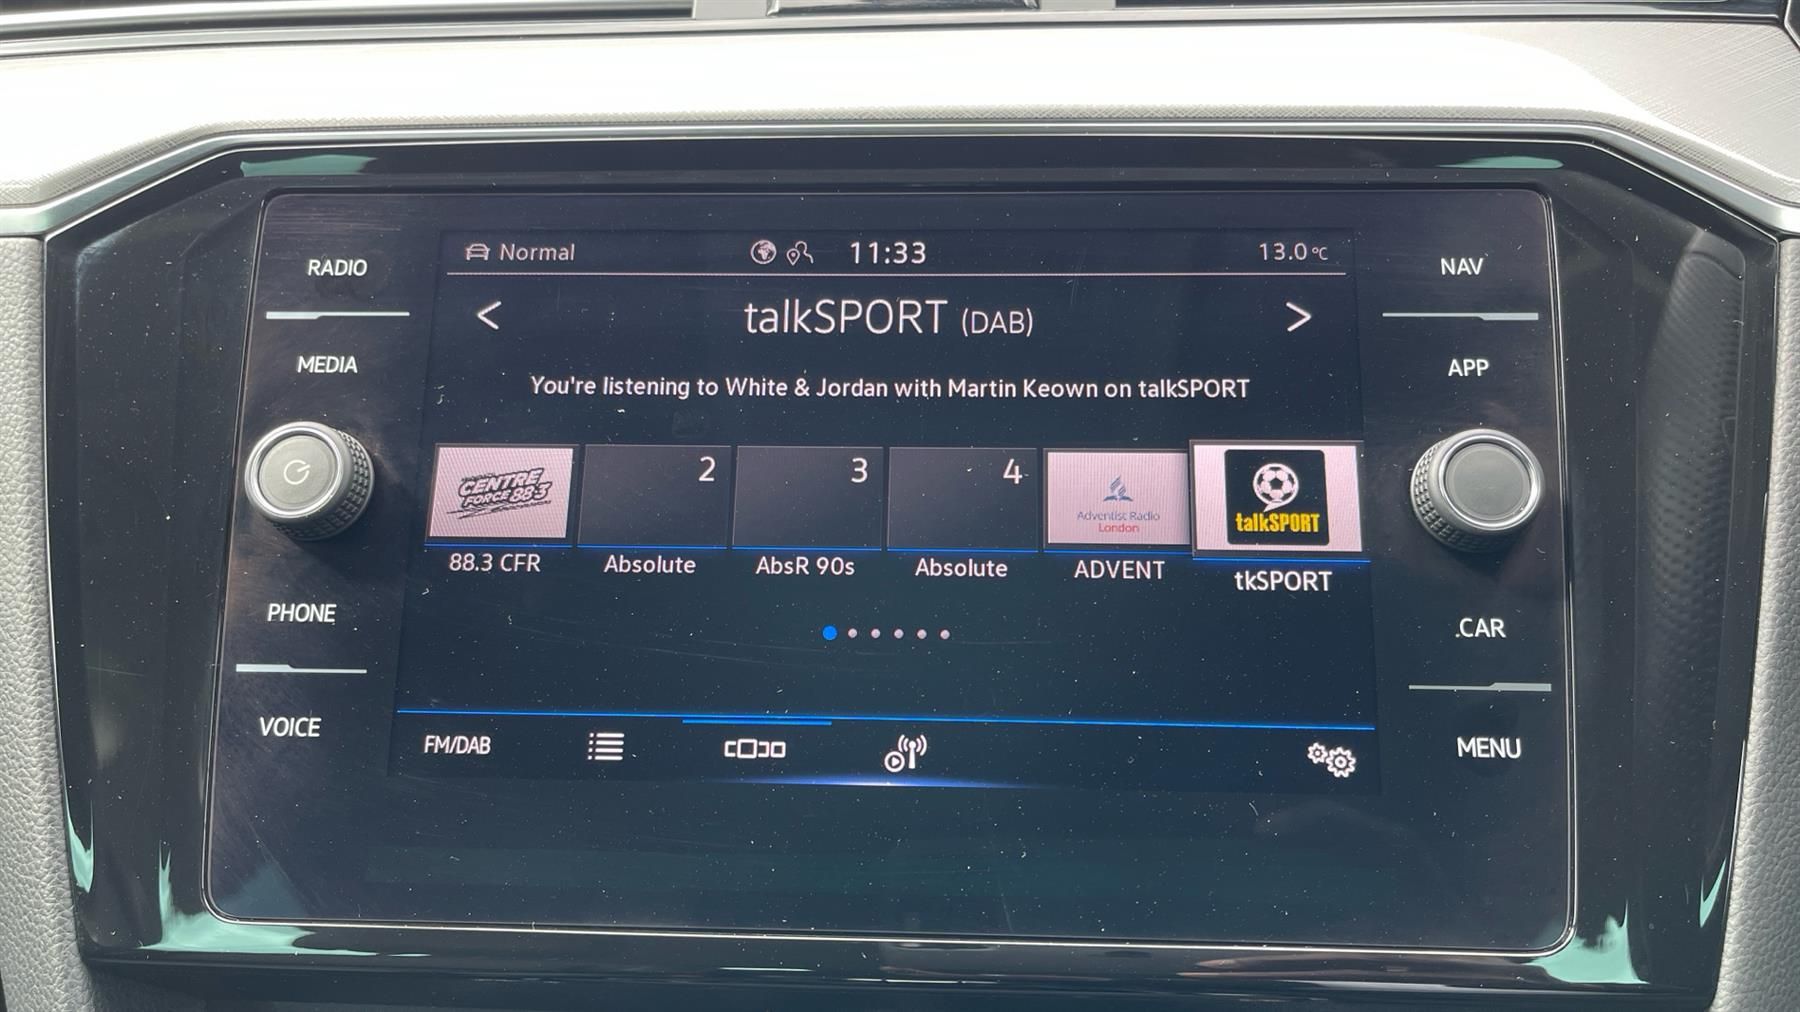 RADIO
MEDIA
PHONE
VOICE
Normal
11:33
13.0°C
<
talkSPORT (DAB)
>
You're listening to White & Jordan with Martin Keown on talkSPORT
CENTRE
FORCE 88·3
2
3
4
Adventist Radio
London
talkSPORT
88.3 CFR
Absolute
AbsR 90s
Absolute
ADVENT
tkSPORT
FM/DAB
NAV
APP
CAR
MENU